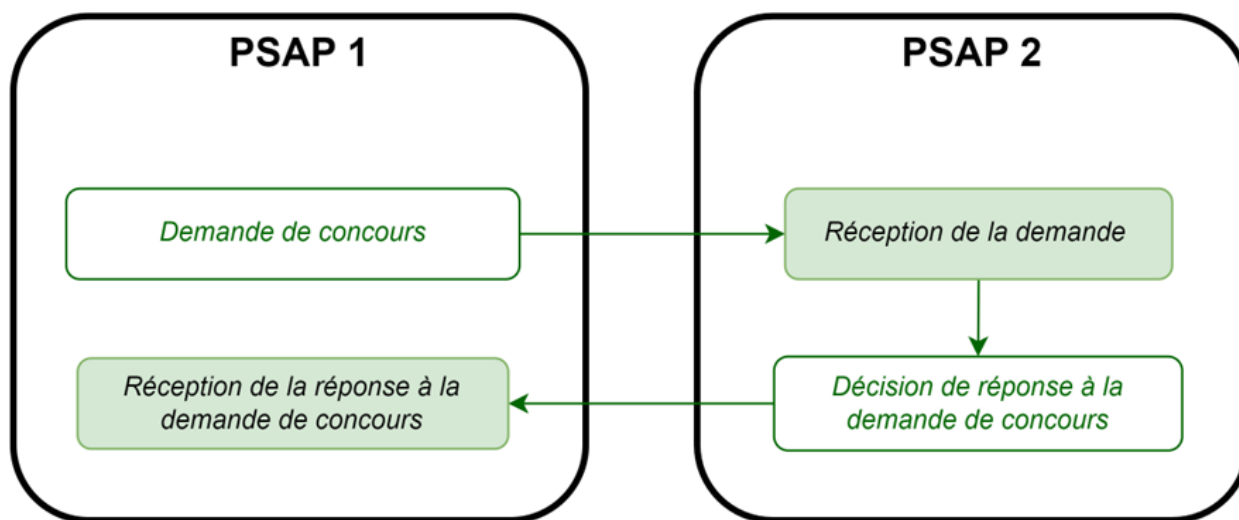 PSAP 1
PSAP 2
Demande de concours
Réception de la demande
Réception de la réponse à la
demande de concours
Décision de réponse à la
demande de concours